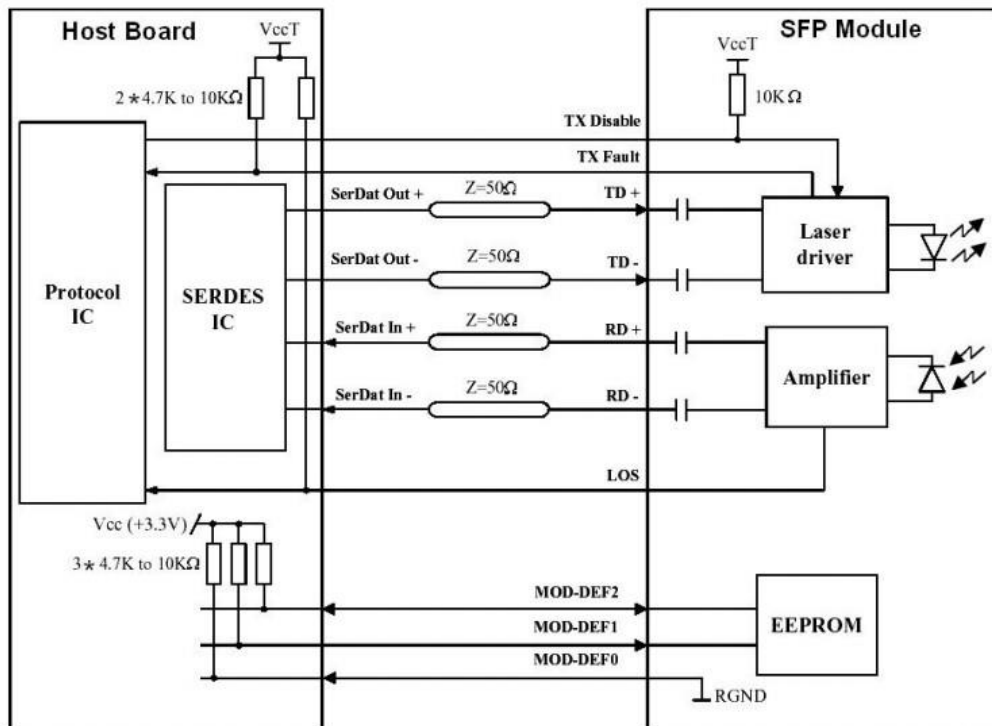 Host Board
SFP Module
VccT
VccT
2*4.7K to 10KΩ
10KΩ
TX Disable
TX Fault
SerDat Out +
Z=50Ω
TD +
Laser
driver
SerDat Out -
Z=50Ω
TD -
Protocol
IC
SERDES
IC
SerDat In +
Z=50Ω
RD +
Amplifier
SerDat In -
Z=50Ω
RD -
LOS
Vcc (+3.3V)
3*4.7K to 10KΩ
MOD-DEF2
EEPROM
MOD-DEF1
MOD-DEF0
RGND